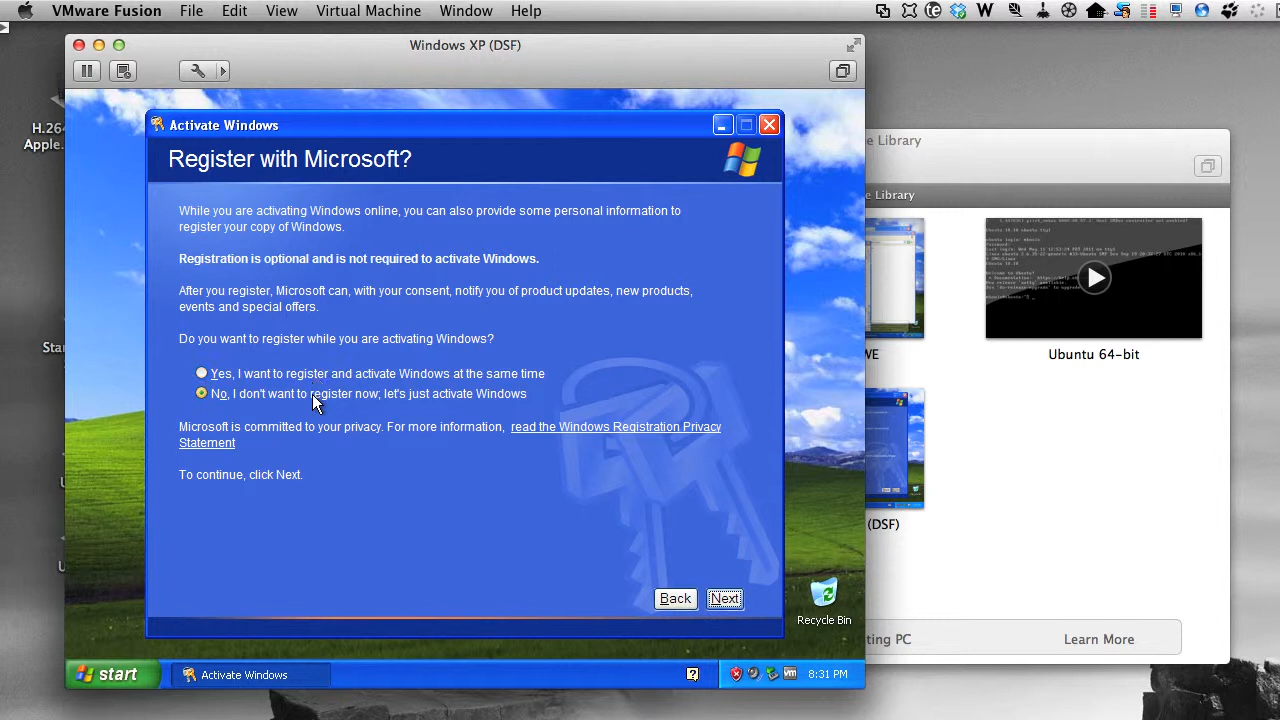 VMware Fusion File Edit View Virtual Machine Window Help
Windows XP (DSF)
H.264
Apple.
Star
U
Activate Windows
Register with Microsoft?
While you are activating Windows online, you can also provide some personal information to
register your copy of Windows.
Registration is optional and is not required to activate Windows.
After you register, Microsoft can, with your consent, notify you of product updates, new products,
events and special offers.
Do you want to register while you are activating Windows?
Yes, I want to register and activate Windows at the same time
No, I don't want to register now; let's just activate Windows
Microsoft is committed to your privacy. For more information, read the Windows Registration Privacy
Statement
To continue, click Next.
Back Next
Recycle Bin
start Activate Windows ? 8:31 PM
e Library
e Library
WE
Ubuntu 64-bit
(DSF)
ting PC Learn More